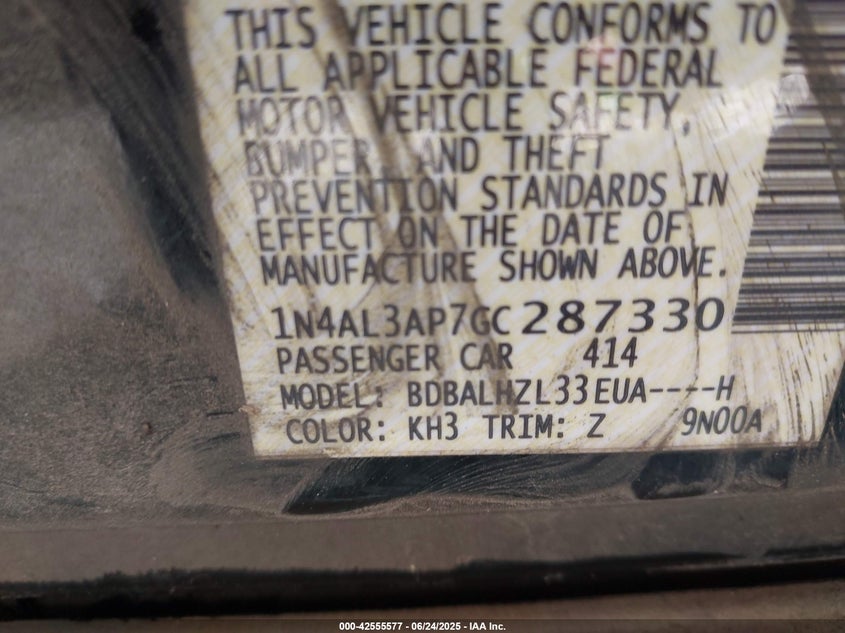 THIS VEHICLE CONFORMS TO
ALL APPLICABLE FEDERAL
MOTOR VEHICLE SAFETY,
BUMPER, AND THEFT
PREVENTION STANDARDS IN
EFFECT ON THE DATE OF
MANUFACTURE SHOWN ABOVE.
1N4AL3AP7GC287330
PASSENGER CAR 414
MODEL: BDBALHZL33EUA----H
COLOR: KH3 TRIM: Z 9N00A
000-42555577 - 06/24/2025 - IAA Inc.